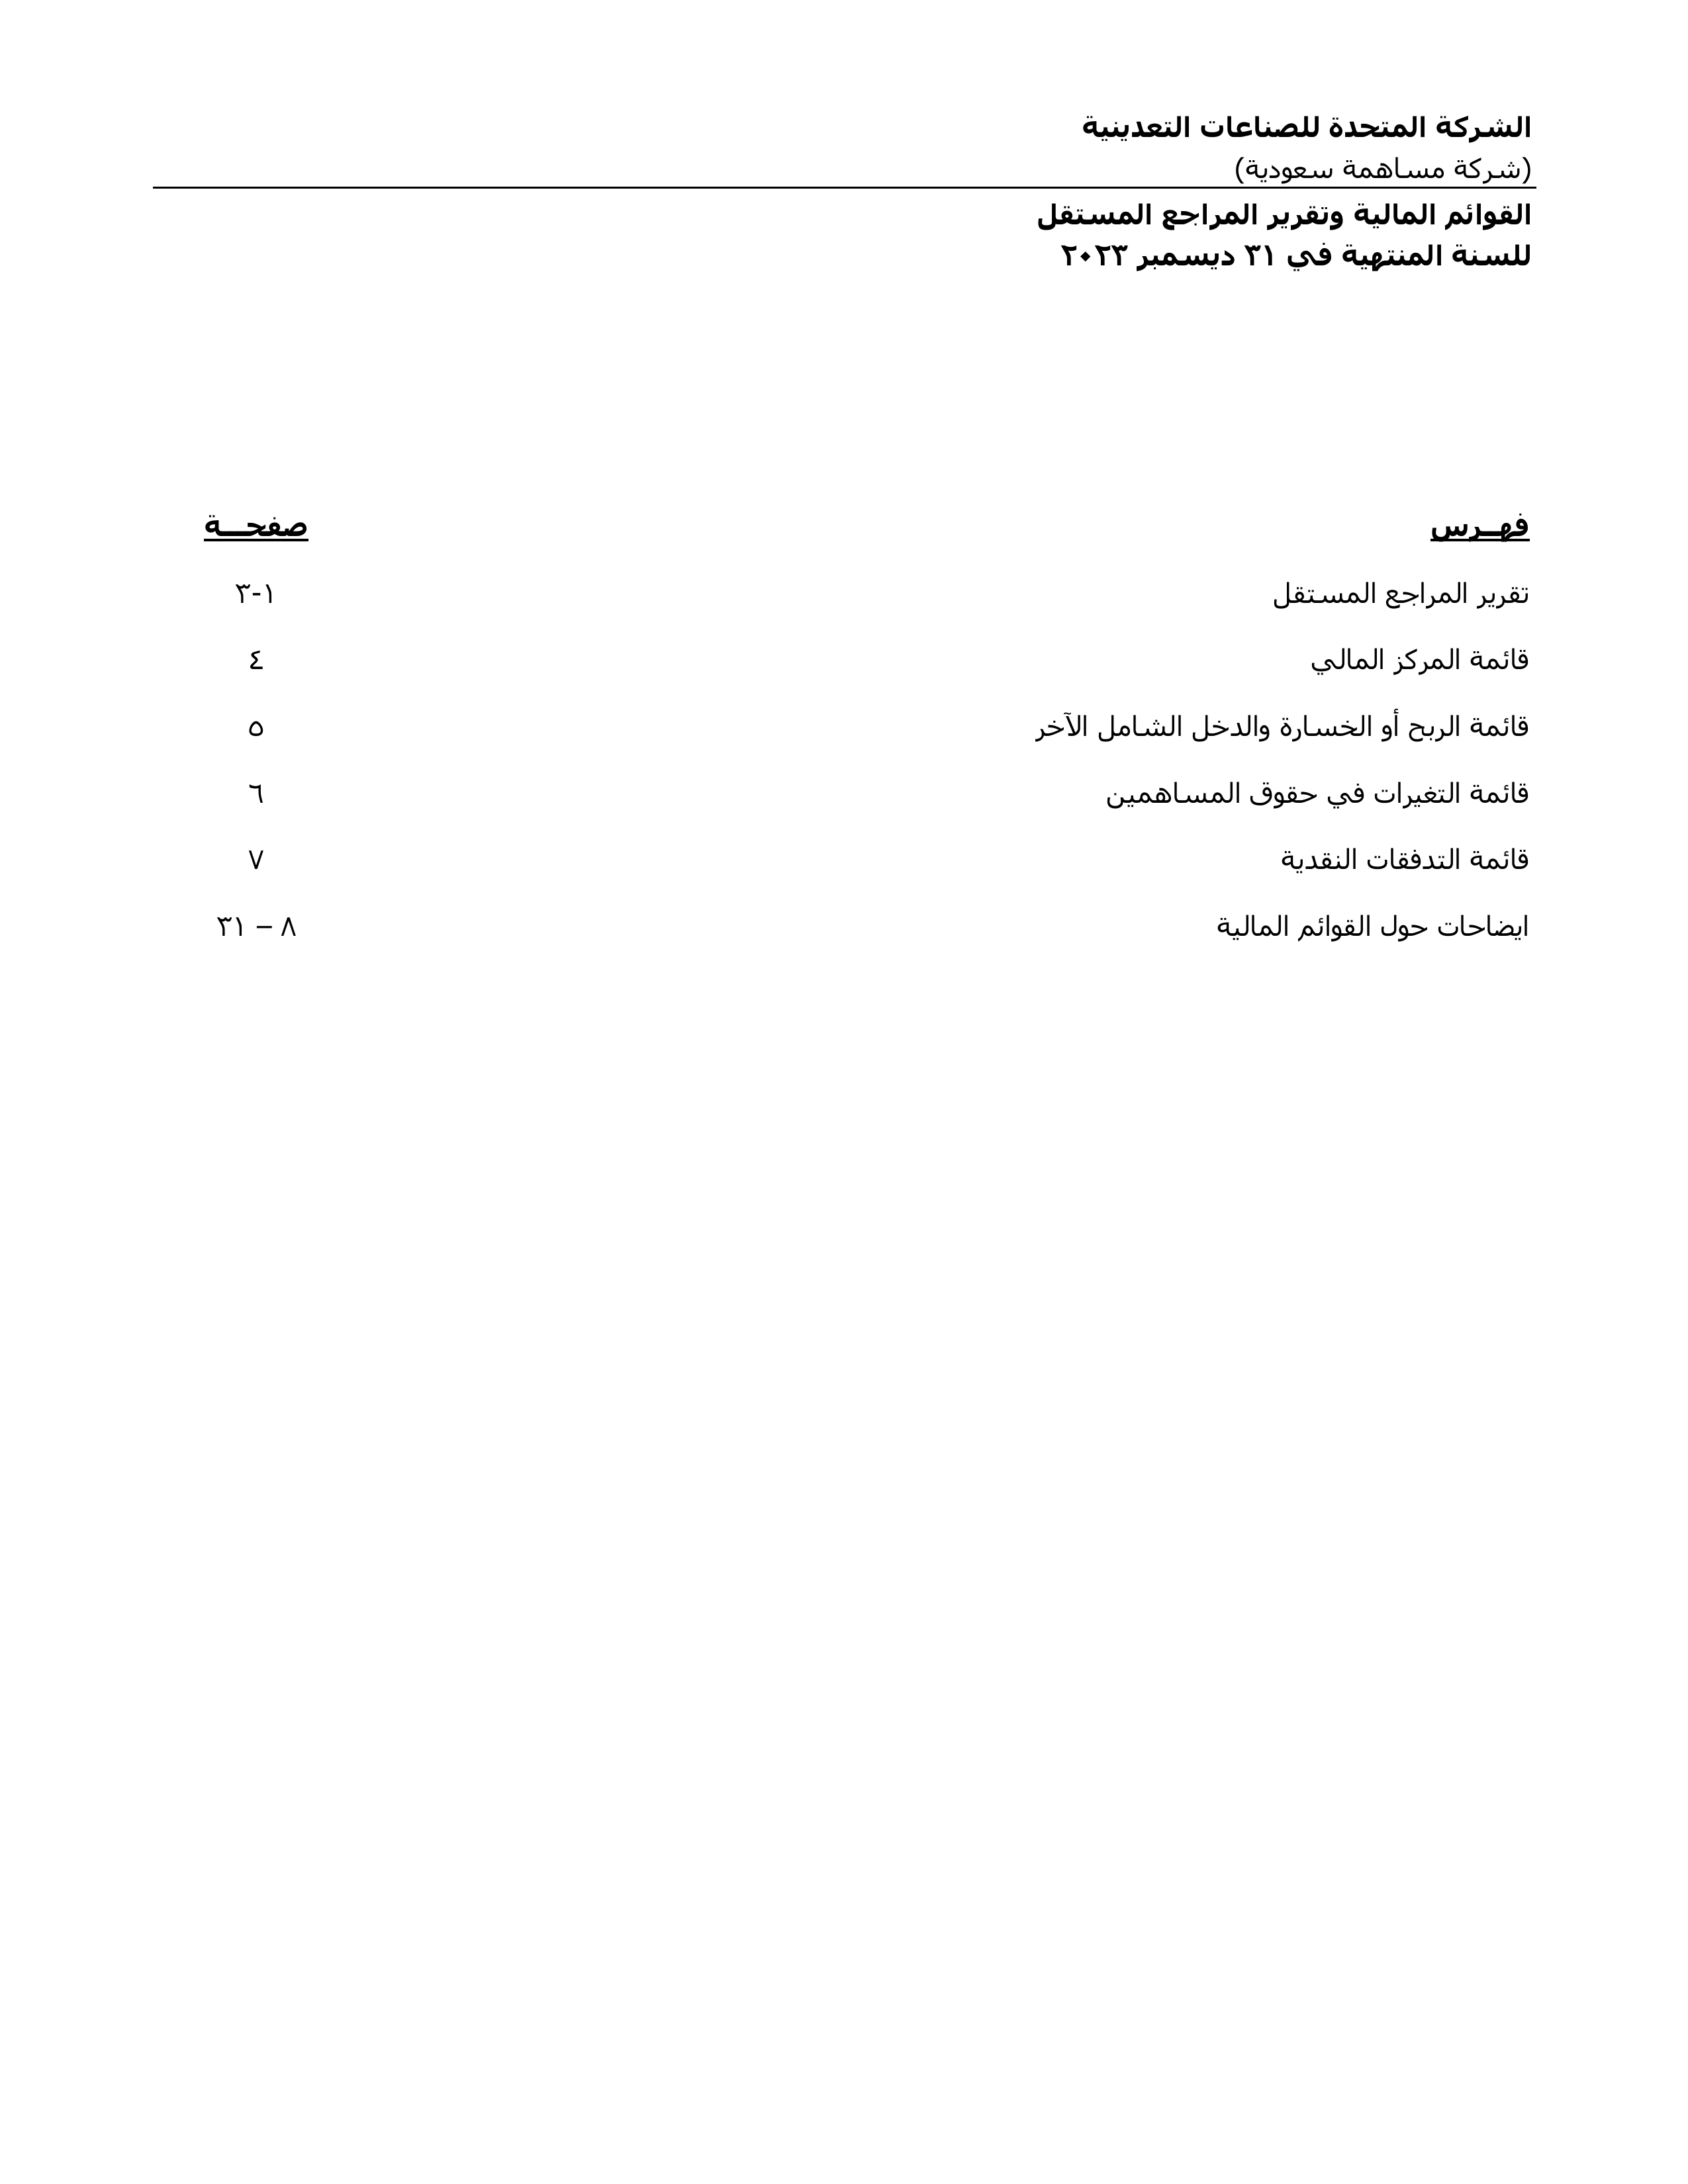 الشركة المتحدة للصناعات التعدينية
(شركة مساهمة سعودية)
القوائم المالية وتقرير المراجع المستقل
للسنة المنتهية في ٣١ ديسمبر ٢٠٢٣
فهــرس صفحـــة
تقرير المراجع المستقل ١-٣
قائمة المركز المالي ٤
قائمة الربح أو الخسارة والدخل الشامل الآخر ٥
قائمة التغيرات في حقوق المساهمين ٦
قائمة التدفقات النقدية ٧
ايضاحات حول القوائم المالية ٨ – ٣١